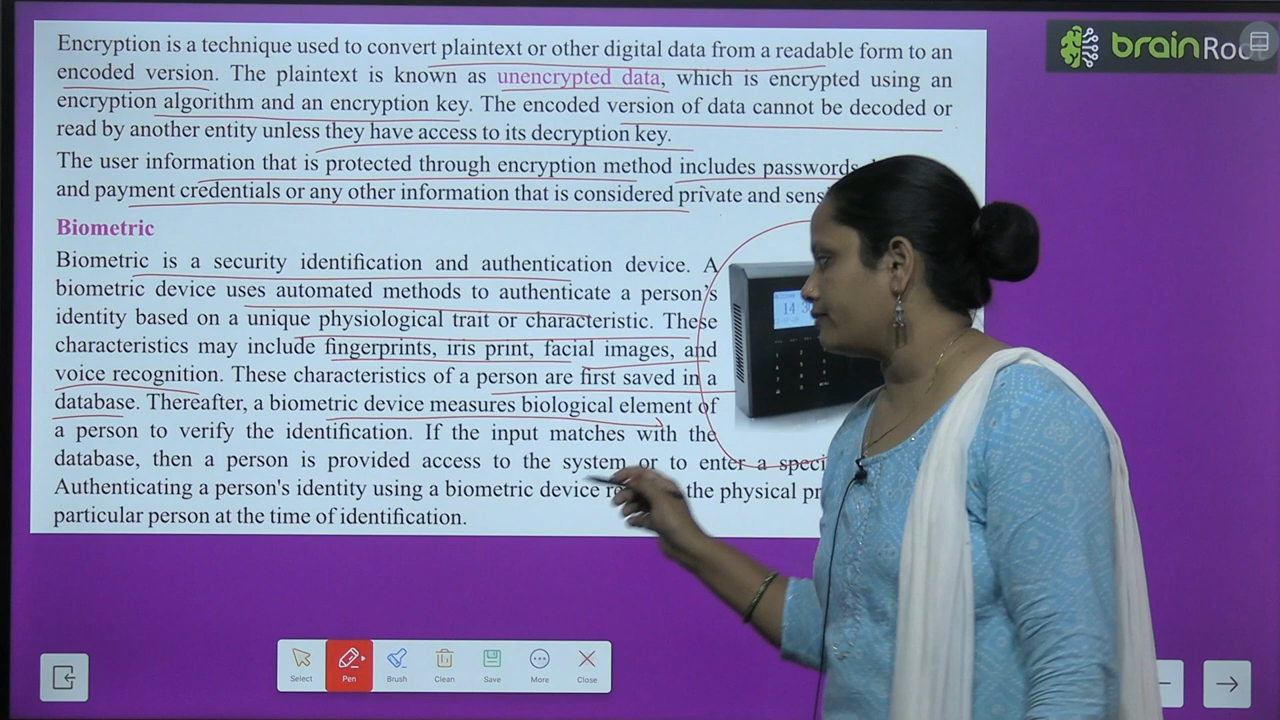 Encryption is a technique used to convert plaintext or other digital data from a readable form to an
encoded version. The plaintext is known as unencrypted data, which is encrypted using an
encryption algorithm and an encryption key. The encoded version of data cannot be decoded or
read by another entity unless they have access to its decryption key.
The user information that is protected through encryption method includes passwords
and payment credentials or any other information that is considered private and
Biometric
Biometric is a security identification and authentication device. A
biometric device uses automated methods to authenticate a person's
identity based on a unique physiological trait or characteristic. These
characteristics may include fingerprints, iris print, facial images, and
voice recognition. These characteristics of a person are first saved in a
database. Thereafter, a biometric device measures biological element of
a person to verify the identification. If the input matches with the
database, then a person is provided access to the system or to enter a
Authenticating a person's identity using a biometric device the physical
particular person at the time of identification.
brain
14
Select Pen Brush Clean Save More Close